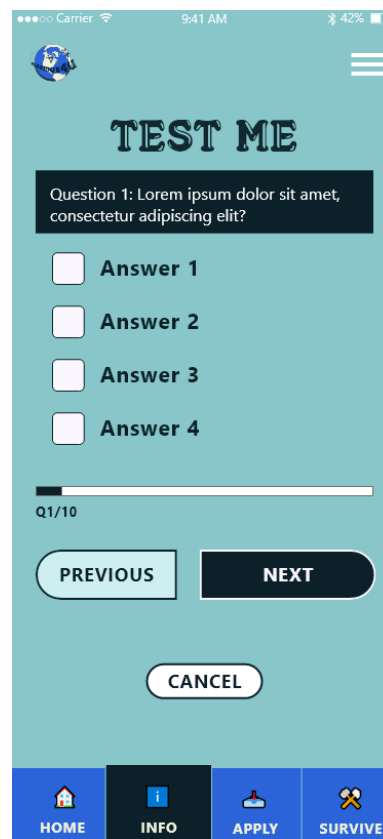 Carrier 9:41 AM 42%
TEST ME
Question 1: Lorem ipsum dolor sit amet,
consectetur adipiscing elit?
Answer 1
Answer 2
Answer 3
Answer 4
Q1/10
PREVIOUS NEXT
CANCEL
HOME INFO APPLY SURVIVE